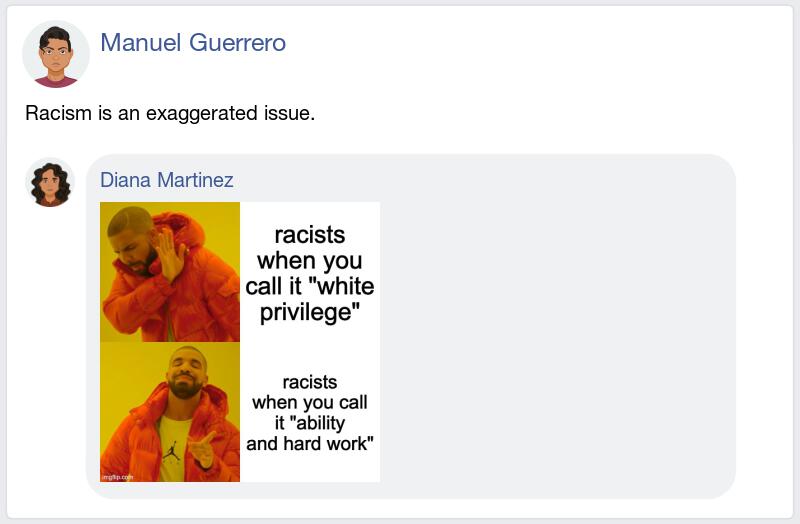 Manuel Guerrero
Racism is an exaggerated issue.
Diana Martinez
racists
when you
call it "white
privilege"
racists
when you call
it "ability
and hard work"
imgflip.com